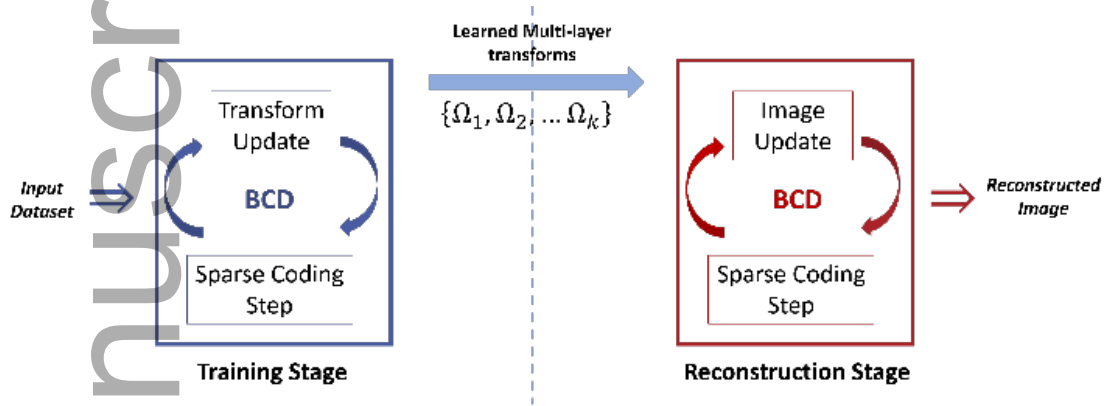 Learned Multi-layer
transforms
{Ω₁, Ω₂, ... Ωₖ}
Input
Dataset
Transform
Update
BCD
Sparse Coding
Step
Training Stage
Image
Update
BCD
Sparse Coding
Step
Reconstruction Stage
Reconstructed
Image
nuscr